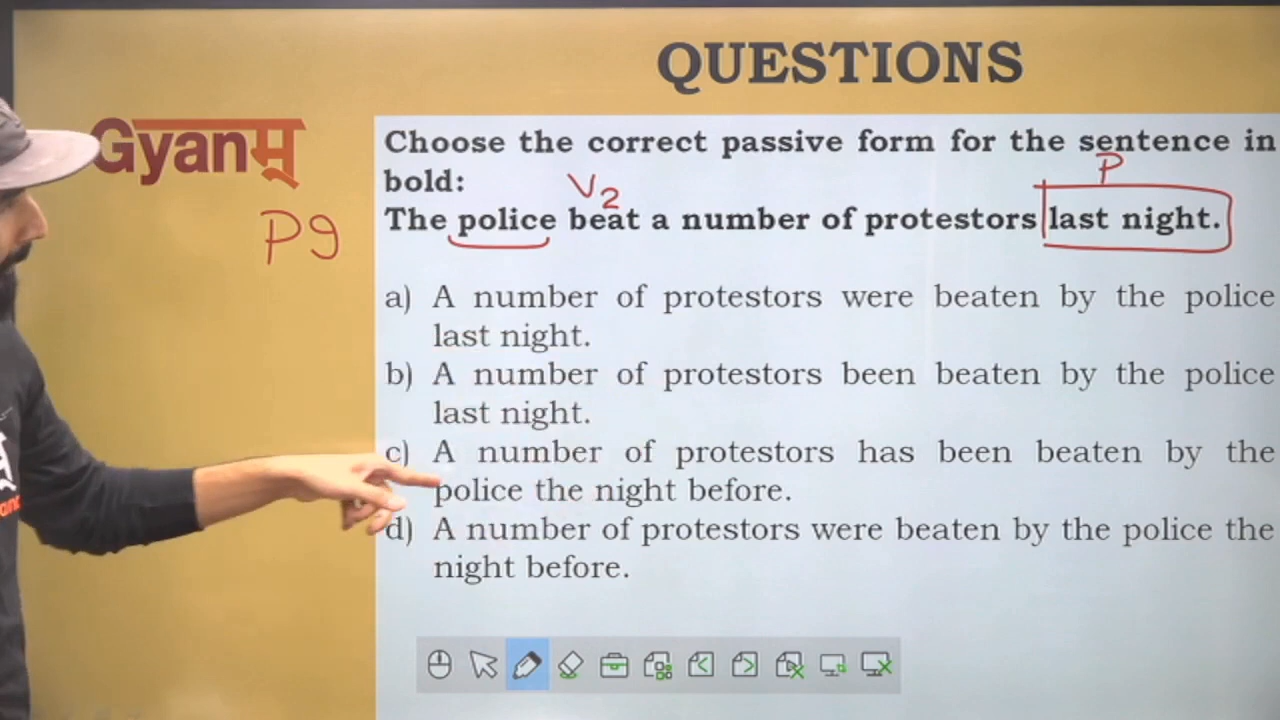 QUESTIONS
Gyanम्
Choose the correct passive form for the sentence in
bold:
P
V2
The police beat a number of protestors last night.
P9
a) A number of protestors were beaten by the police
last night.
b) A number of protestors been beaten by the police
last night.
c) A number of protestors has been beaten by the
police the night before.
d) A number of protestors were beaten by the police the
night before.